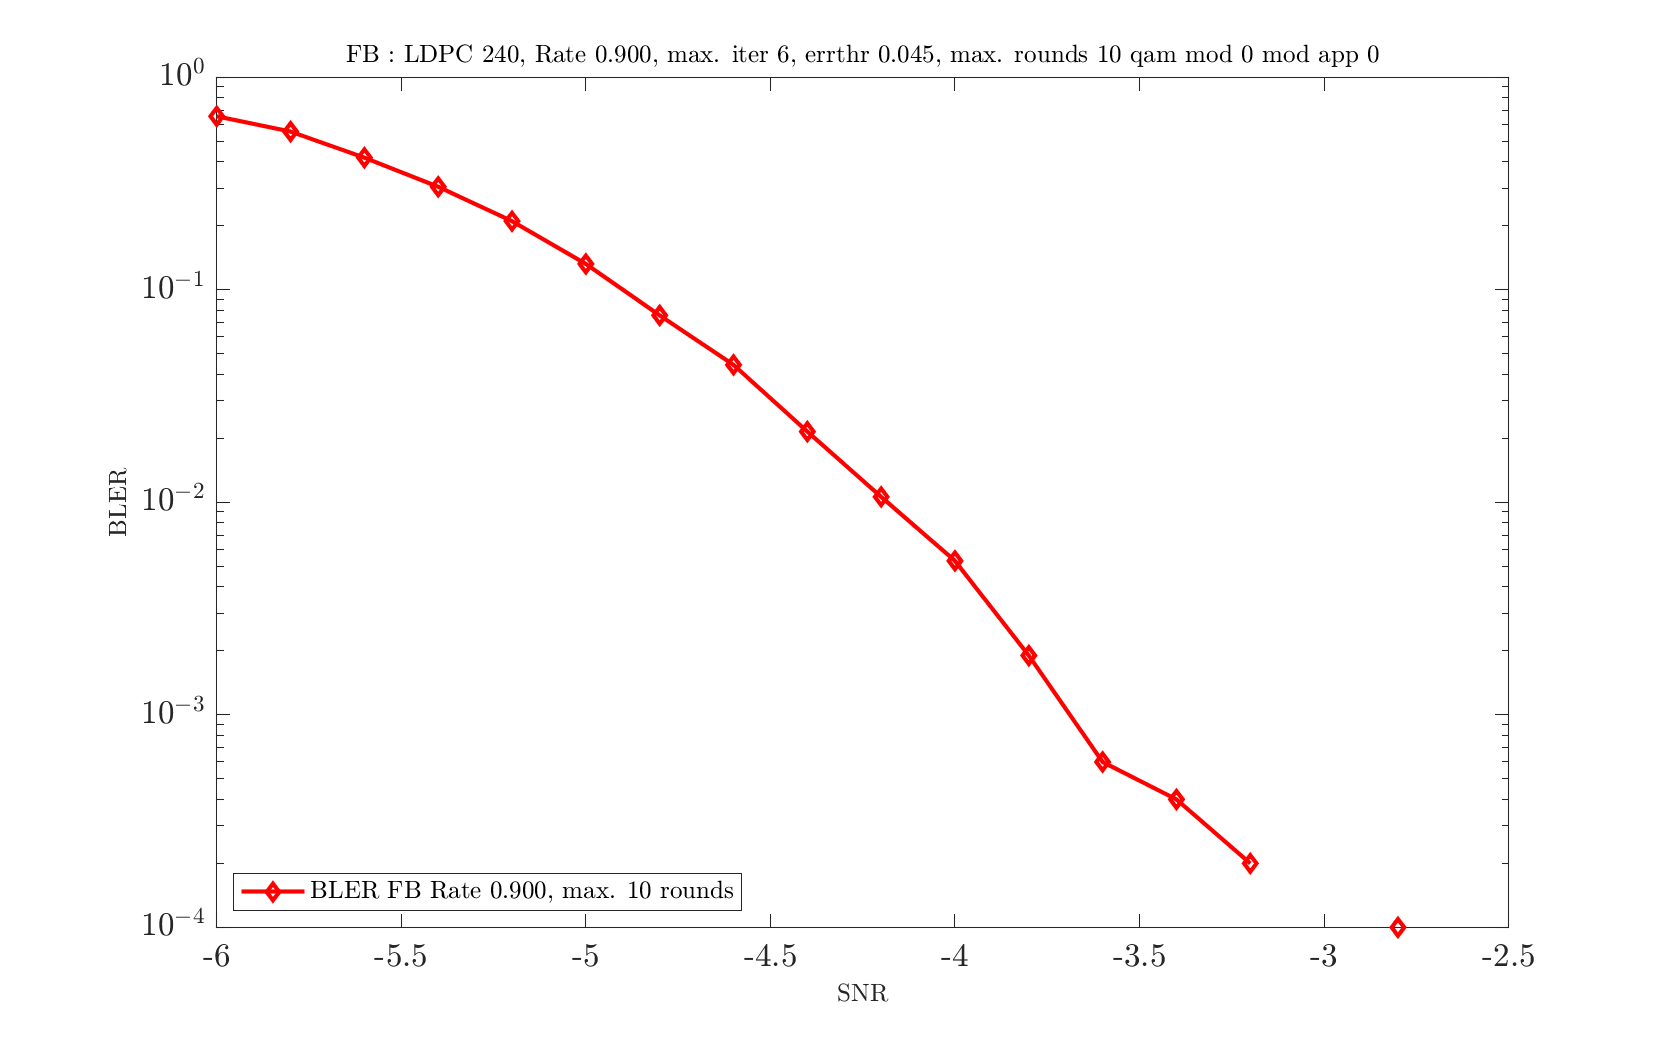 FB : LDPC 240, Rate 0.900, max. iter 6, errthr 0.045, max. rounds 10 qam mod 0 mod app 0
10^0
10^{-1}
10^{-2}
10^{-3}
10^{-4}
BLER
BLER FB Rate 0.900, max. 10 rounds
-6 -5.5 -5 -4.5 -4 -3.5 -3 -2.5
SNR